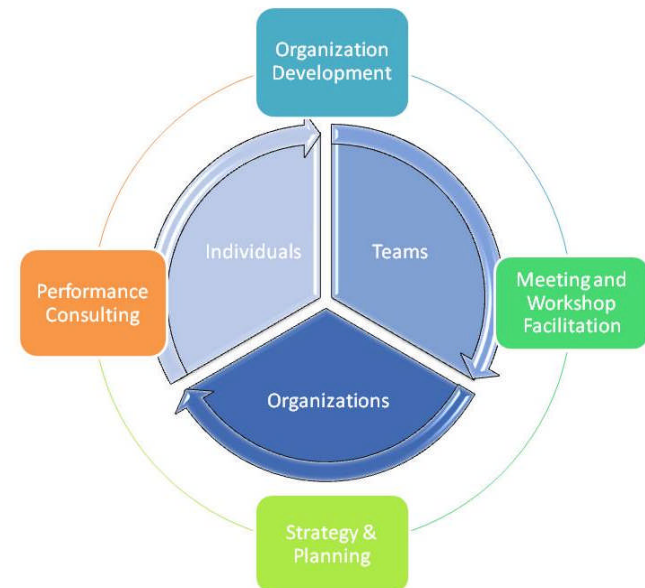 Organization
Development
Individuals
Teams
Performance
Consulting
Meeting and
Workshop
Facilitation
Organizations
Strategy &
Planning